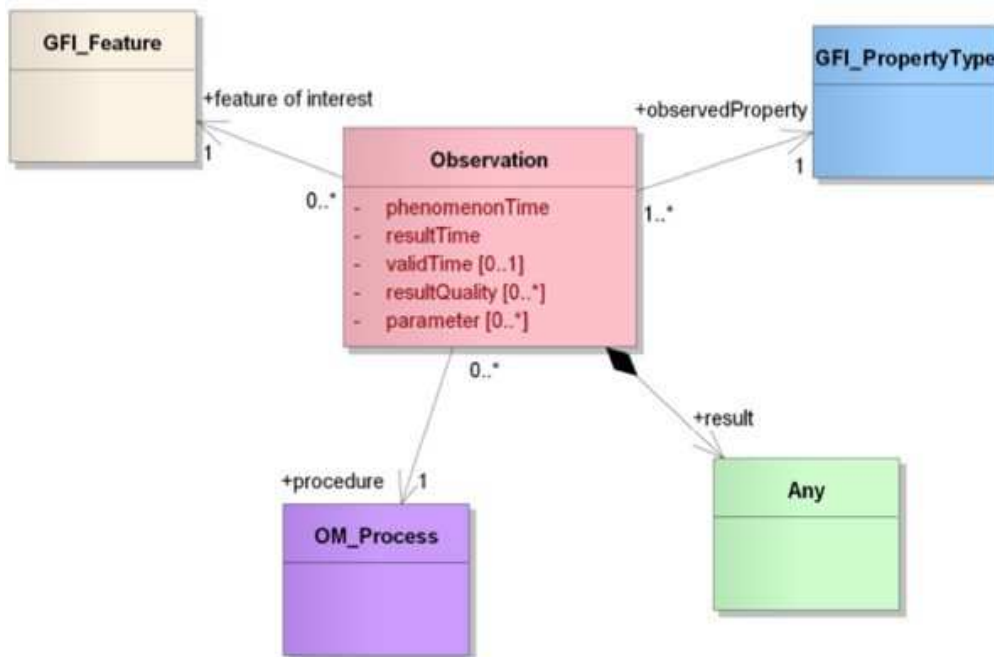 GFI_Feature
GFI_PropertyType
+feature of interest
+observedProperty
1
1
Observation
0..*
1..*
- phenomenonTime
- resultTime
- validTime [0..1]
- resultQuality [0..*]
- parameter [0..*]
0..*
+result
+procedure
1
Any
OM_Process